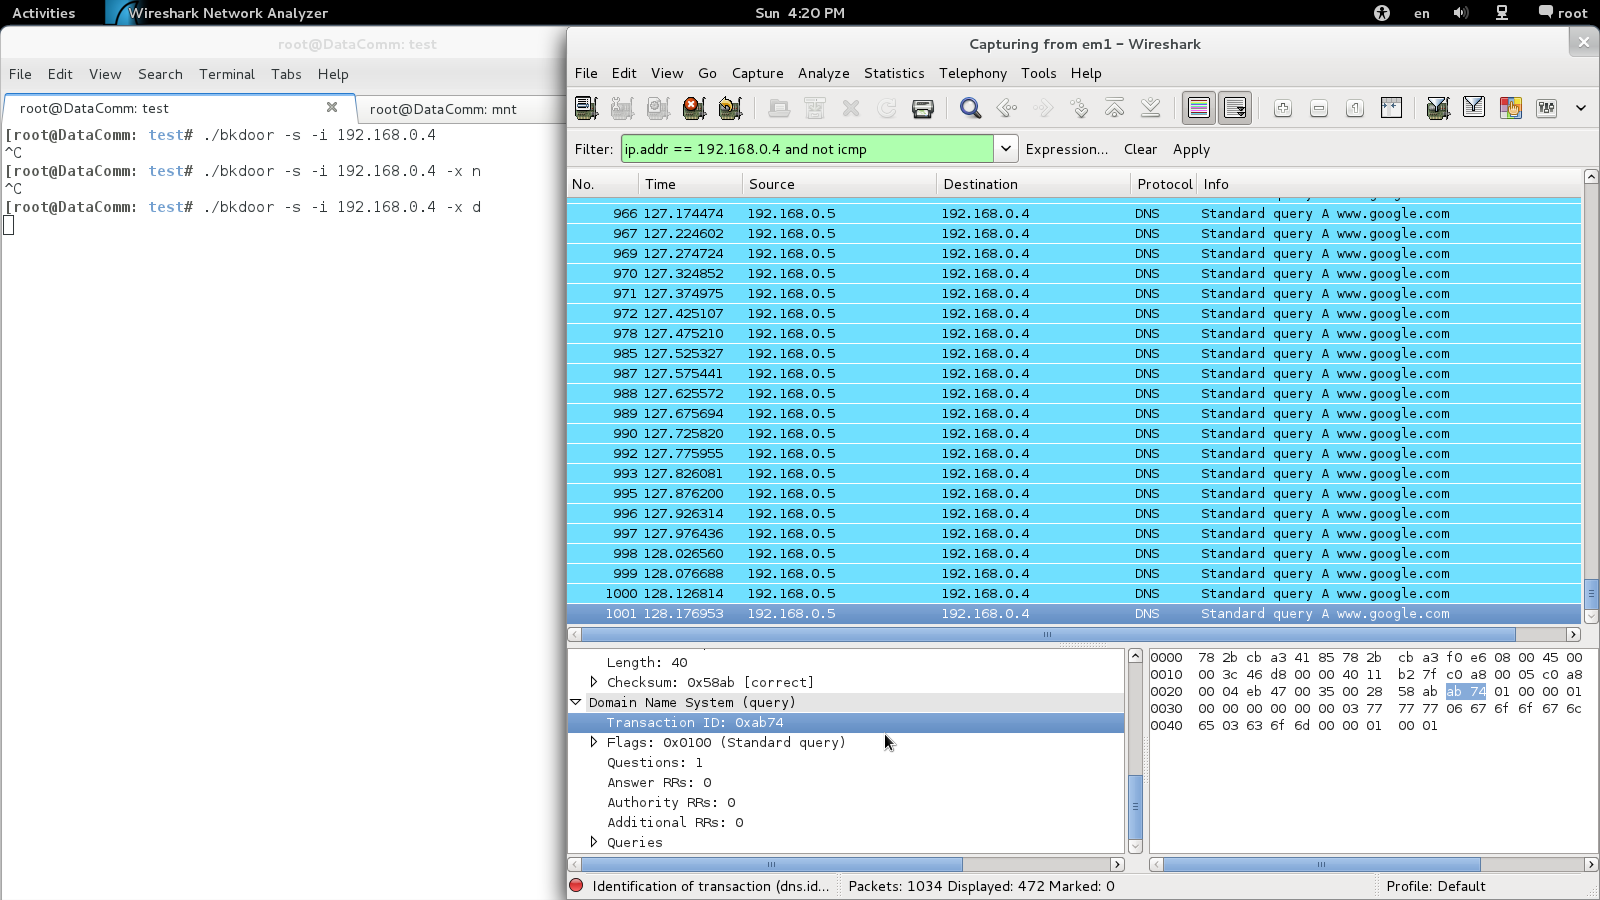 Activities Wireshark Network Analyzer Sun 4:20 PM en root
root@DataComm: test
File Edit View Search Terminal Tabs Help
root@DataComm: test root@DataComm: mnt
[root@DataComm: test# ./bkdoor -s -i 192.168.0.4
^C
[root@DataComm: test# ./bkdoor -s -i 192.168.0.4 -x n
^C
[root@DataComm: test# ./bkdoor -s -i 192.168.0.4 -x d
Capturing from em1 - Wireshark
File Edit View Go Capture Analyze Statistics Telephony Tools Help
Filter: ip.addr == 192.168.0.4 and not icmp Expression... Clear Apply
No. Time Source Destination Protocol Info
966 127.174474 192.168.0.5 192.168.0.4 DNS Standard query A www.google.com
967 127.224602 192.168.0.5 192.168.0.4 DNS Standard query A www.google.com
969 127.274724 192.168.0.5 192.168.0.4 DNS Standard query A www.google.com
970 127.324852 192.168.0.5 192.168.0.4 DNS Standard query A www.google.com
971 127.374975 192.168.0.5 192.168.0.4 DNS Standard query A www.google.com
972 127.425107 192.168.0.5 192.168.0.4 DNS Standard query A www.google.com
978 127.475210 192.168.0.5 192.168.0.4 DNS Standard query A www.google.com
985 127.525327 192.168.0.5 192.168.0.4 DNS Standard query A www.google.com
987 127.575441 192.168.0.5 192.168.0.4 DNS Standard query A www.google.com
988 127.625572 192.168.0.5 192.168.0.4 DNS Standard query A www.google.com
989 127.675694 192.168.0.5 192.168.0.4 DNS Standard query A www.google.com
990 127.725820 192.168.0.5 192.168.0.4 DNS Standard query A www.google.com
992 127.775955 192.168.0.5 192.168.0.4 DNS Standard query A www.google.com
993 127.826081 192.168.0.5 192.168.0.4 DNS Standard query A www.google.com
995 127.876200 192.168.0.5 192.168.0.4 DNS Standard query A www.google.com
996 127.926314 192.168.0.5 192.168.0.4 DNS Standard query A www.google.com
997 127.976436 192.168.0.5 192.168.0.4 DNS Standard query A www.google.com
998 128.026560 192.168.0.5 192.168.0.4 DNS Standard query A www.google.com
999 128.076688 192.168.0.5 192.168.0.4 DNS Standard query A www.google.com
1000 128.126814 192.168.0.5 192.168.0.4 DNS Standard query A www.google.com
1001 128.176953 192.168.0.5 192.168.0.4 DNS Standard query A www.google.com
Length: 40
Checksum: 0x58ab [correct]
Domain Name System (query)
Transaction ID: 0xab74
Flags: 0x0100 (Standard query)
Questions: 1
Answer RRs: 0
Authority RRs: 0
Additional RRs: 0
Queries
0000 78 2b cb a3 41 85 78 2b cb a3 f0 e6 08 00 45 00
0010 00 3c 46 d8 00 00 40 11 b2 7f c0 a8 00 05 c0 a8
0020 00 04 eb 47 00 35 00 28 58 ab ab 74 01 00 00 01
0030 00 00 00 00 00 00 03 77 77 77 06 67 6f 6f 67 6c
0040 65 03 63 6f 6d 00 00 01 00 01
Identification of transaction (dns.id... Packets: 1034 Displayed: 472 Marked: 0 Profile: Default